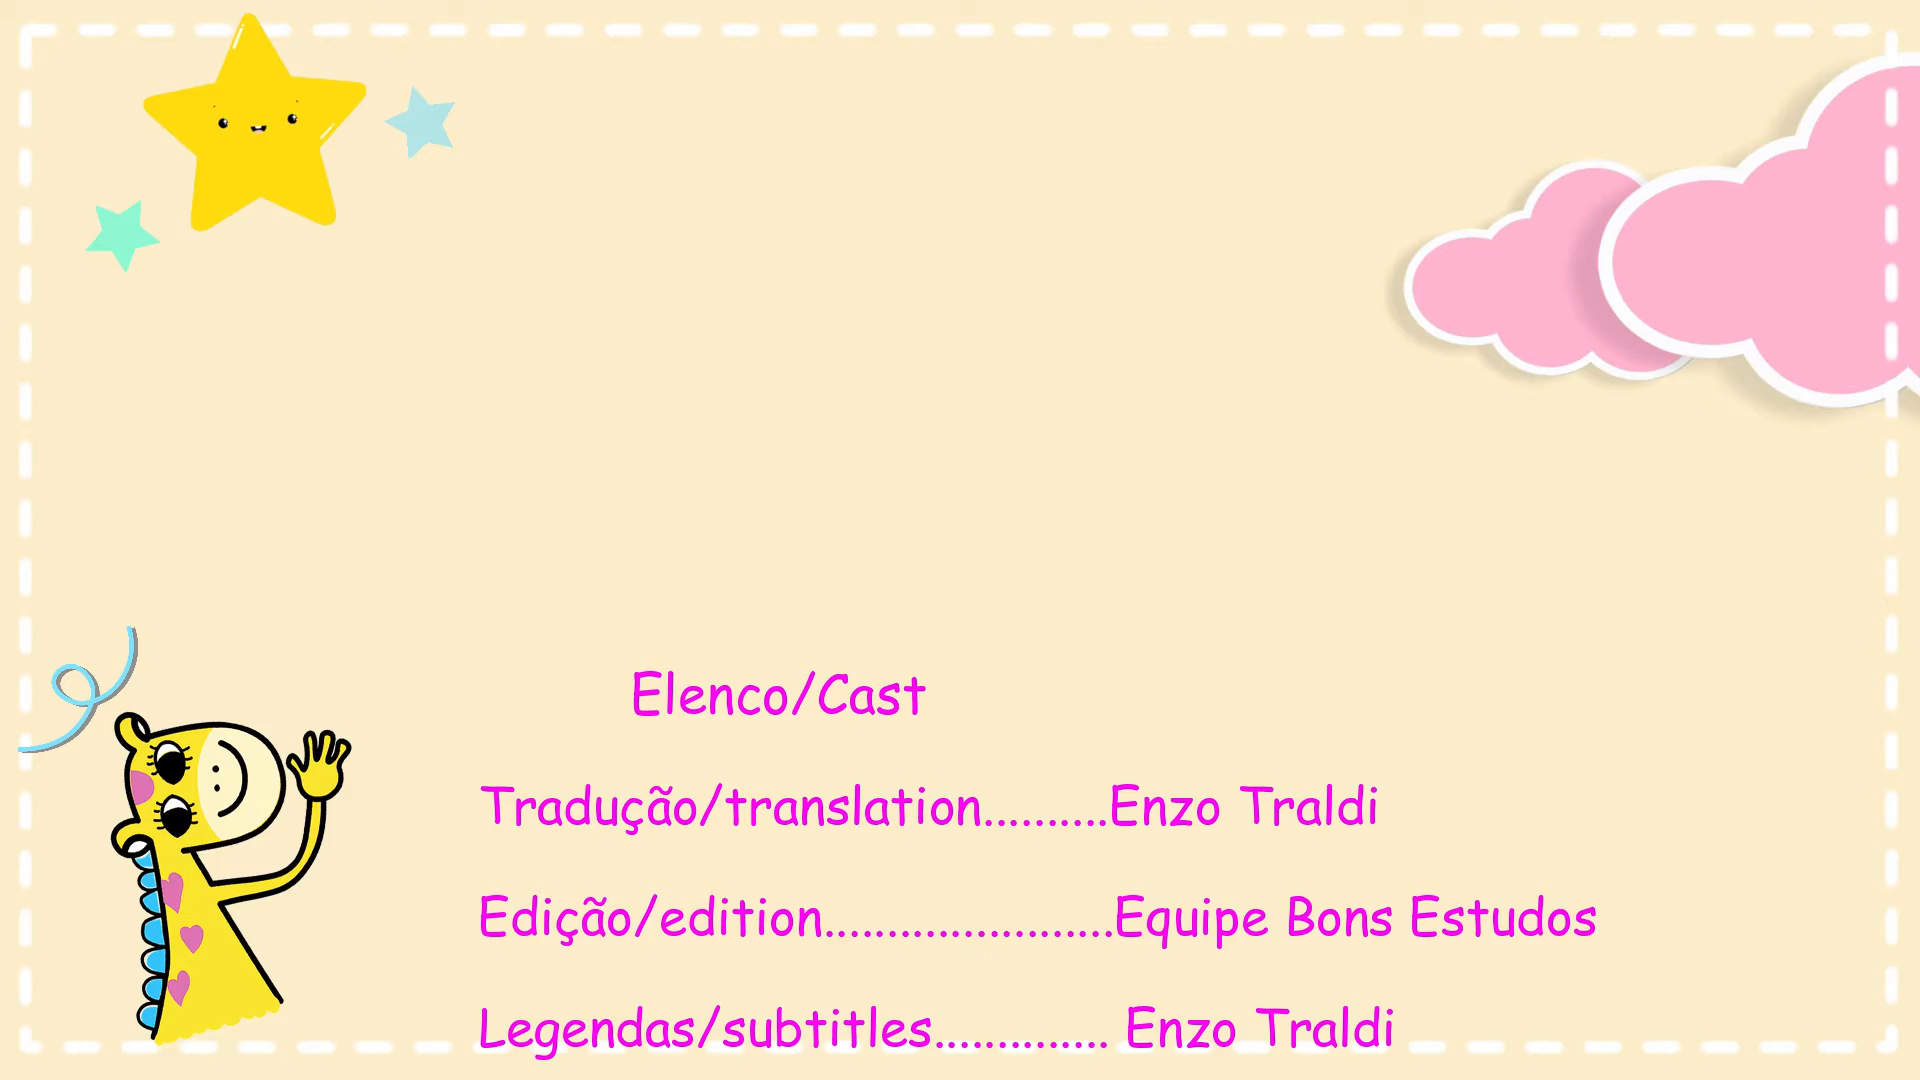 Elenco/Cast
Tradução/translation..........Enzo Traldi
Edição/edition.......................Equipe Bons Estudos
Legendas/subtitles.............. Enzo Traldi